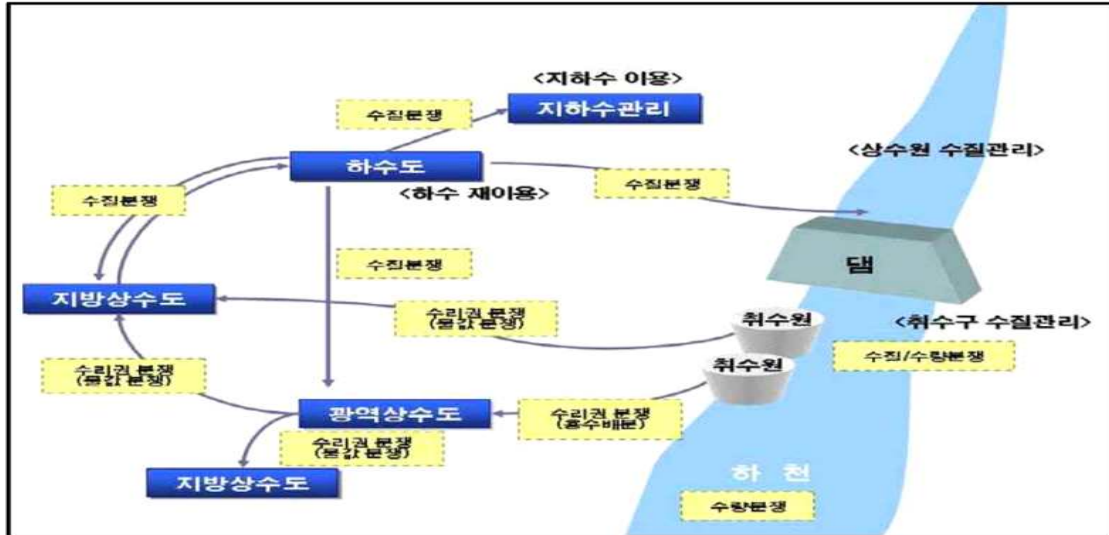 <지하수 이용>
수질분쟁
지하수관리
<상수원 수질관리>
하수도
수질분쟁
<하수 재이용>
수질분쟁
수질분쟁
댐
지방상수도
수리권 분쟁
(물값 분쟁)
취수원
<취수구 수질관리>
수질/수량분쟁
수리권 분쟁
(물값 분쟁)
취수원
광역상수도
수리권 분쟁
(용수배분)
수리권 분쟁
(물값 분쟁)
지방상수도
하 천
수량분쟁